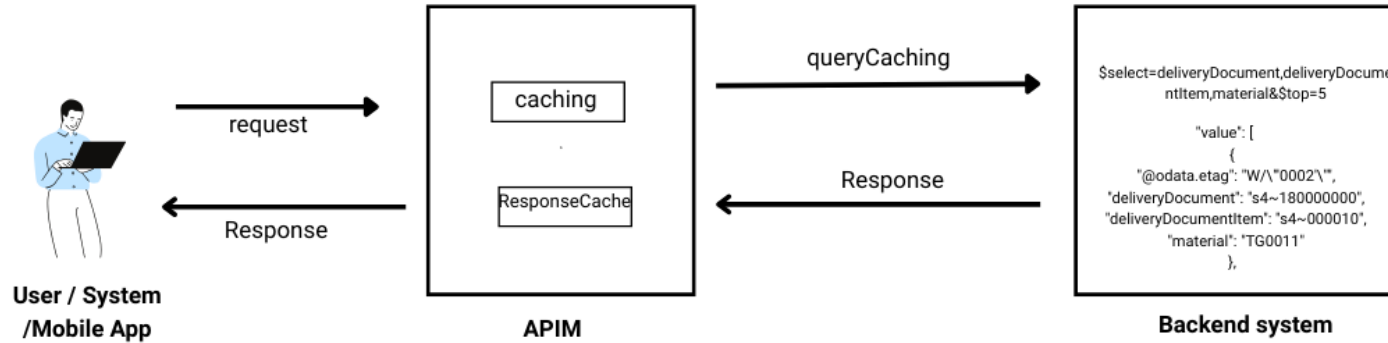 request
Response
User / System
/Mobile App
caching
ResponseCache
APIM
queryCaching
Response
$select=deliveryDocument,deliveryDocume
ntItem,material&$top=5
"value": [
{
"@odata.etag": "W/\"0002\"",
"deliveryDocument": "s4~180000000",
"deliveryDocumentItem": "s4~000010",
"material": "TG0011"
},
Backend system